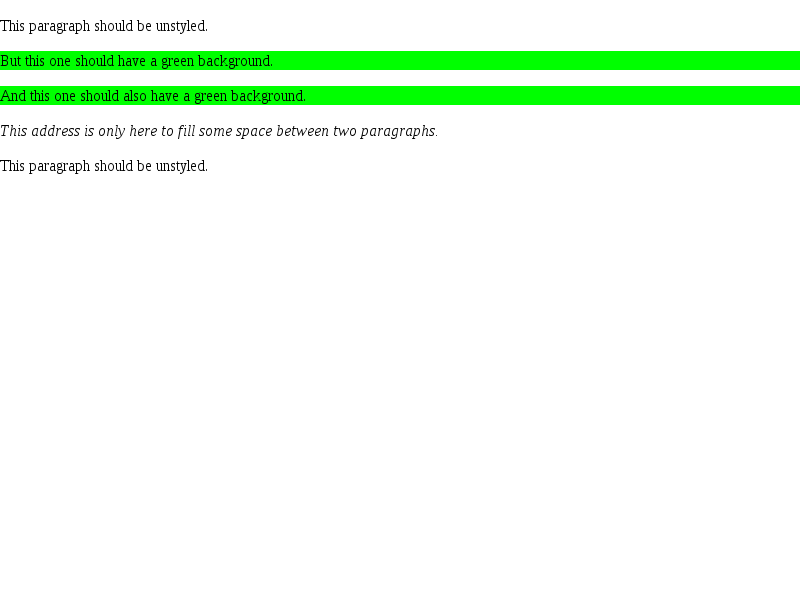 This paragraph should be unstyled.
But this one should have a green background.
And this one should also have a green background.
This address is only here to fill some space between two paragraphs.
This paragraph should be unstyled.